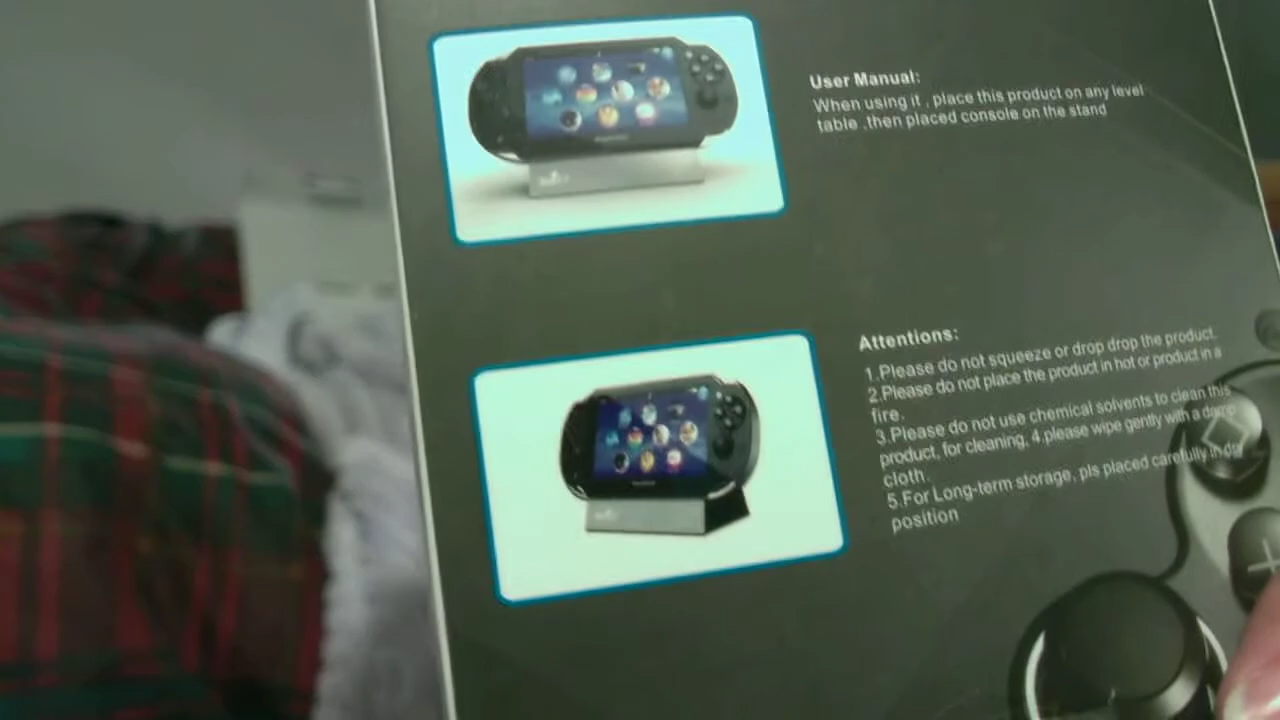 User Manual:
When using it , place this product on any level
table ,then placed console on the stand
Attentions:
1.Please do not squeeze or drop drop the product.
2.Please do not place the product in hot or product in a
fire.
3.Please do not use chemical solvents to clean this
product, for cleaning, 4.please wipe gently with a damp
cloth.
5.For Long-term storage, pls placed carefully in dry
position